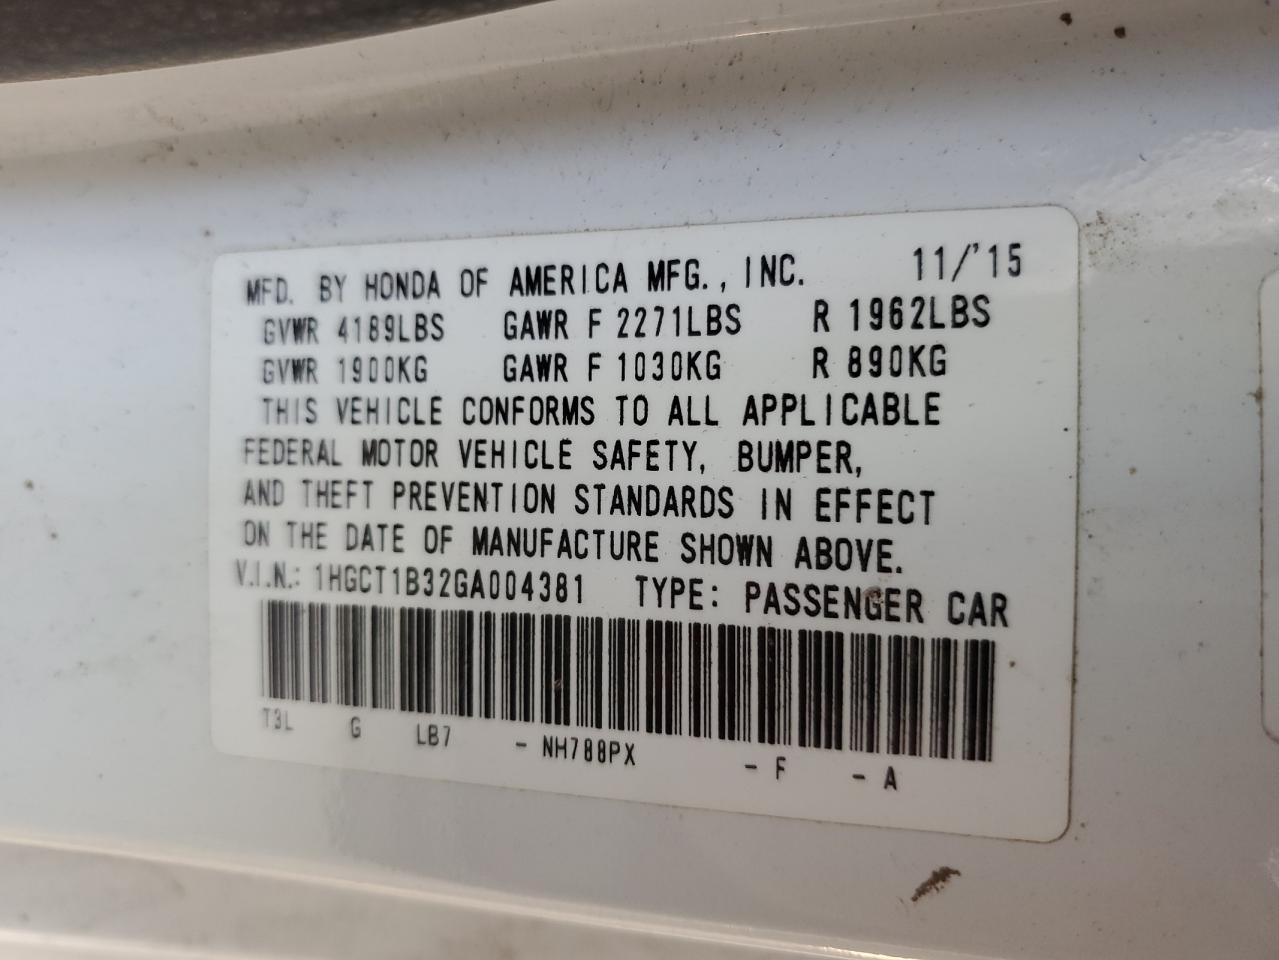 MFD. BY HONDA OF AMERICA MFG., INC. 11/'15
GVWR 4189LBS GAWR F 2271LBS R 1962LBS
GVWR 1900KG GAWR F 1030KG R 890KG
THIS VEHICLE CONFORMS TO ALL APPLICABLE
FEDERAL MOTOR VEHICLE SAFETY, BUMPER,
AND THEFT PREVENTION STANDARDS IN EFFECT
ON THE DATE OF MANUFACTURE SHOWN ABOVE.
V.I.N.: 1HGCT1B32GA004381 TYPE: PASSENGER CAR
T3L G LB7 - NH788PX - F - A